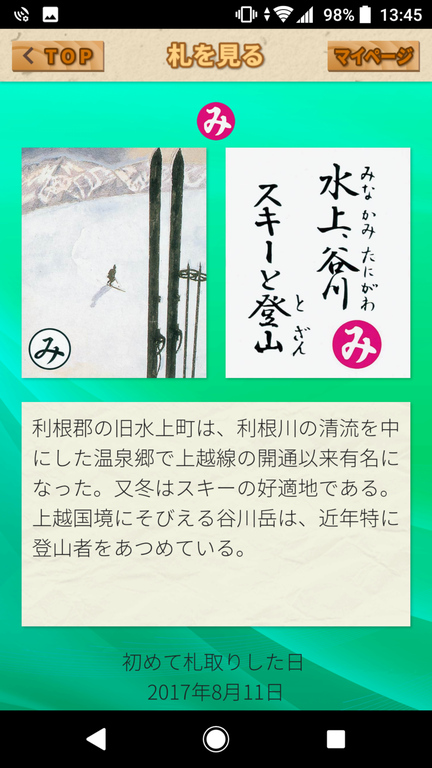 98% 13:45
TOP 札を見る マイページ
み
み
水上、谷川
みなかみ たにがわ
スキーと登山
とざん
み
利根郡の旧水上町は、利根川の清流を中
にした温泉郷で上越線の開通以来有名に
なった。又冬はスキーの好適地である。
上越国境にそびえる谷川岳は、近年特に
登山者をあつめている。
初めて札取りした日
2017年8月11日